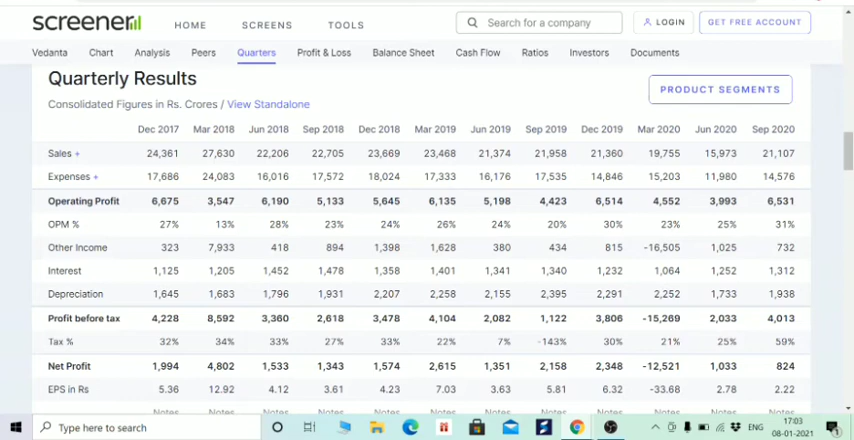 screener HOME SCREENS TOOLS Search for a company LOGIN GET FREE ACCOUNT
Vedanta Chart Analysis Peers Quarters Profit & Loss Balance Sheet Cash Flow Ratios Investors Documents
Quarterly Results
PRODUCT SEGMENTS
Consolidated Figures in Rs. Crores / View Standalone
Dec 2017 Mar 2018 Jun 2018 Sep 2018 Dec 2018 Mar 2019 Jun 2019 Sep 2019 Dec 2019 Mar 2020 Jun 2020 Sep 2020
Sales + 24,361 27,630 22,206 22,705 23,669 23,468 21,374 21,958 21,360 19,755 15,973 21,107
Expenses + 17,686 24,083 16,016 17,572 18,024 17,333 16,176 17,535 14,846 15,203 11,980 14,576
Operating Profit 6,675 3,547 6,190 5,133 5,645 6,135 5,198 4,423 6,514 4,552 3,993 6,531
OPM % 27% 13% 28% 23% 24% 26% 24% 20% 30% 23% 25% 31%
Other Income 323 7,933 418 894 1,398 1,628 380 434 815 -16,505 1,025 732
Interest 1,125 1,205 1,452 1,478 1,358 1,401 1,341 1,340 1,232 1,064 1,252 1,312
Depreciation 1,645 1,683 1,796 1,931 2,207 2,258 2,155 2,395 2,291 2,252 1,733 1,938
Profit before tax 4,228 8,592 3,360 2,618 3,478 4,104 2,082 1,122 3,806 -15,269 2,033 4,013
Tax % 32% 34% 33% 27% 33% 22% 7% -143% 30% 21% 25% 59%
Net Profit 1,994 4,802 1,533 1,343 1,574 2,615 1,351 2,158 2,348 -12,521 1,033 824
EPS in Rs 5.36 12.92 4.12 3.61 4.23 7.03 3.63 5.81 6.32 -33.68 2.78 2.22
Notes Notes Notes Notes Notes Notes Notes Notes Notes Notes Notes Notes
Type here to search ENG 17:03
08-01-2021